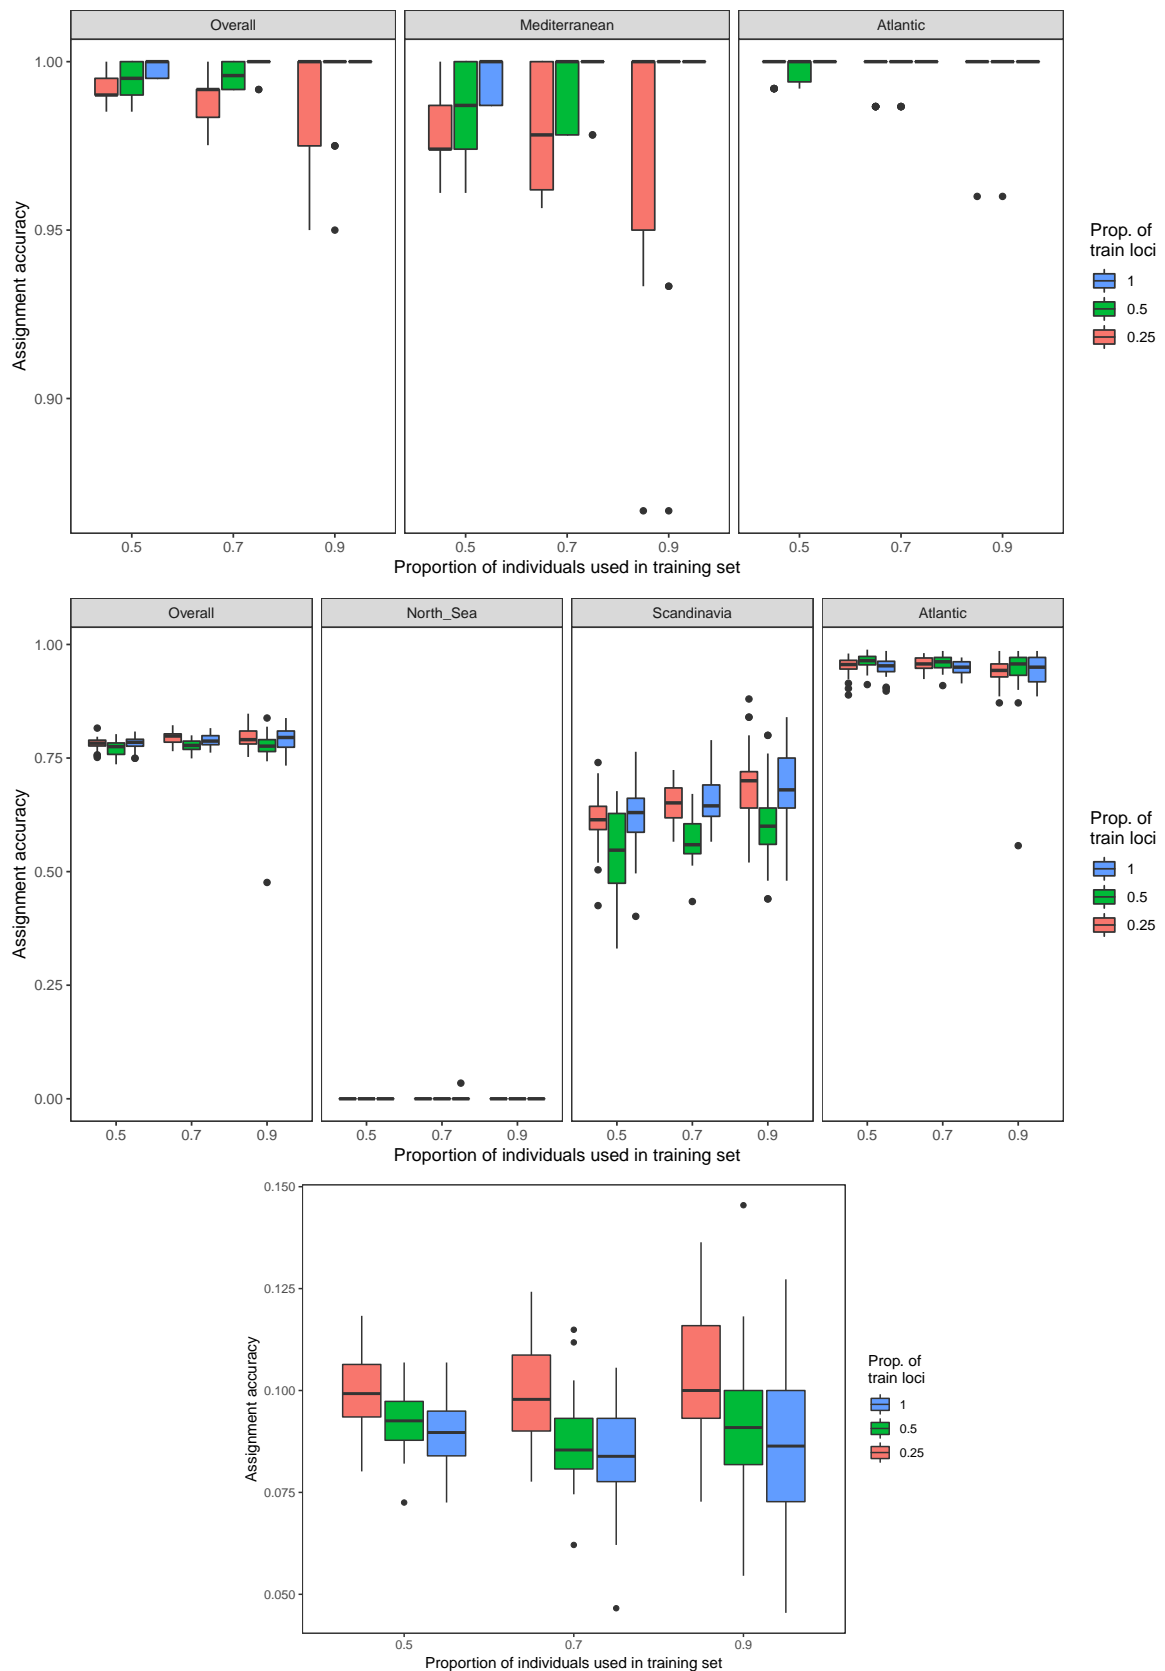 Overall
Mediterranean
Atlantic
1.00
0.95
0.90
Assignment accuracy
0.5 0.7 0.9
0.5 0.7 0.9
0.5 0.7 0.9
Proportion of individuals used in training set
Prop. of
train loci
1
0.5
0.25
Overall
North_Sea
Scandinavia
Atlantic
1.00
0.75
0.50
0.25
0.00
Assignment accuracy
0.5 0.7 0.9
0.5 0.7 0.9
0.5 0.7 0.9
0.5 0.7 0.9
Proportion of individuals used in training set
Prop. of
train loci
1
0.5
0.25
0.150
0.125
0.100
0.075
0.050
Assignment accuracy
0.5 0.7 0.9
Proportion of individuals used in training set
Prop. of
train loci
1
0.5
0.25